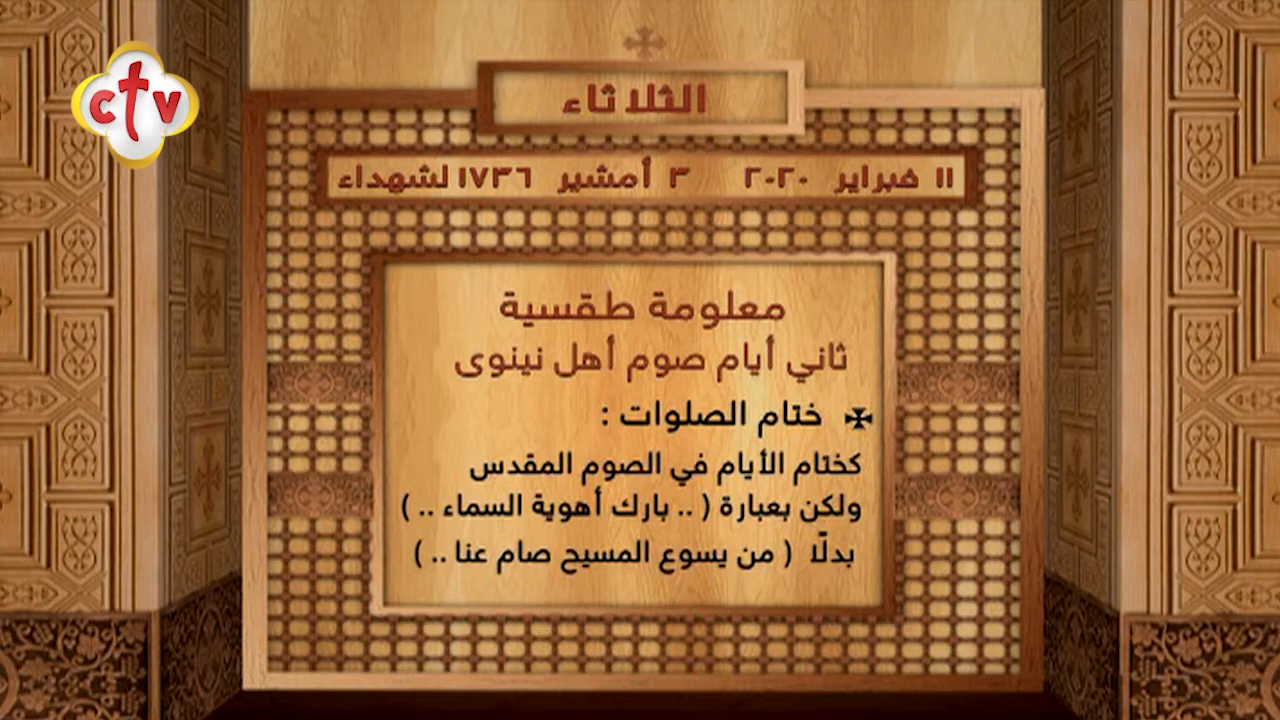 ctv
الثلاثاء
١١ فبراير ٢٠٢٠ ٣ أمشير ١٧٣٦ لشهداء
معلومة طقسية
ثاني أيام صوم أهل نينوى
✠ ختام الصلوات :
كختام الأيام في الصوم المقدس
ولكن بعبارة ( .. بارك أهوية السماء .. )
بدلًا ( من يسوع المسيح صام عنا .. )